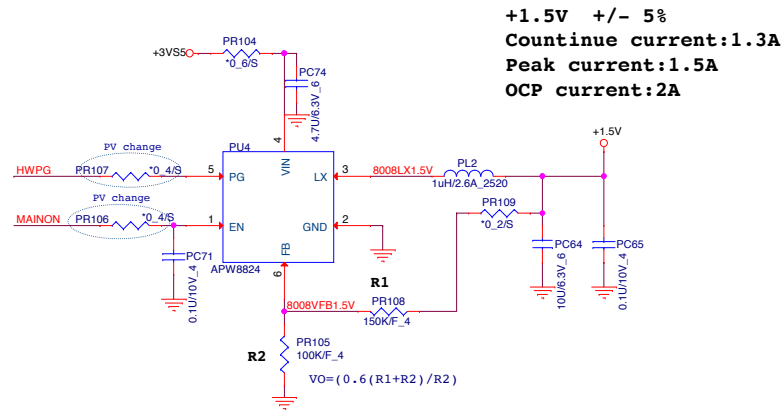 +1.5V +/- 5%
Countinue current:1.3A
Peak current:1.5A
OCP current:2A
+3VS5
PR104
*0_6/S
PC74
4.7U/6.3V_6
+1.5V
PU4
4
VIN
PV change
HWPG
PR107
*0_4/S
5
PG
LX
3
8008LX1.5V
PL2
1uH/2.6A_2520
PV change
MAINON
PR106
*0_4/S
1
EN
GND
2
PR109
*0_2/S
PC71
0.1U/10V_4
FB
APW8824
6
PC64
10U/6.3V_6
PC65
0.1U/10V_4
R1
8008VFB1.5V
PR108
150K/F_4
R2
PR105
100K/F_4
VO=(0.6(R1+R2)/R2)